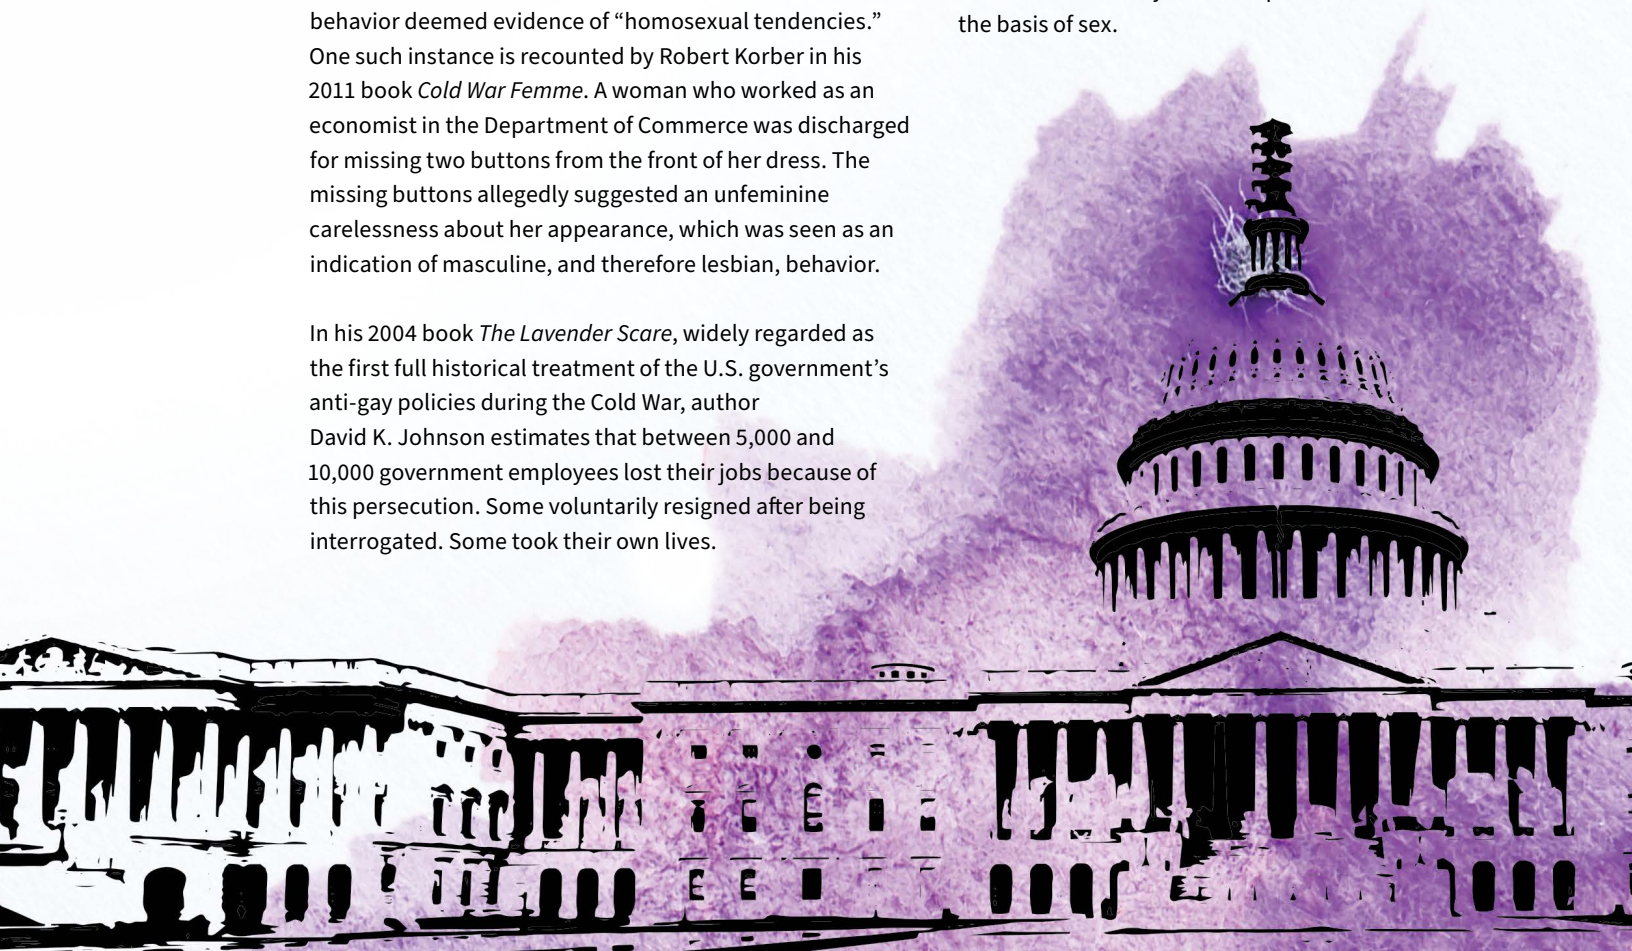 behavior deemed evidence of “homosexual tendencies.”
One such instance is recounted by Robert Korber in his
2011 book Cold War Femme. A woman who worked as an
economist in the Department of Commerce was discharged
for missing two buttons from the front of her dress. The
missing buttons allegedly suggested an unfeminine
carelessness about her appearance, which was seen as an
indication of masculine, and therefore lesbian, behavior.
In his 2004 book The Lavender Scare, widely regarded as
the first full historical treatment of the U.S. government’s
anti-gay policies during the Cold War, author
David K. Johnson estimates that between 5,000 and
10,000 government employees lost their jobs because of
this persecution. Some voluntarily resigned after being
interrogated. Some took their own lives.
the basis of sex.